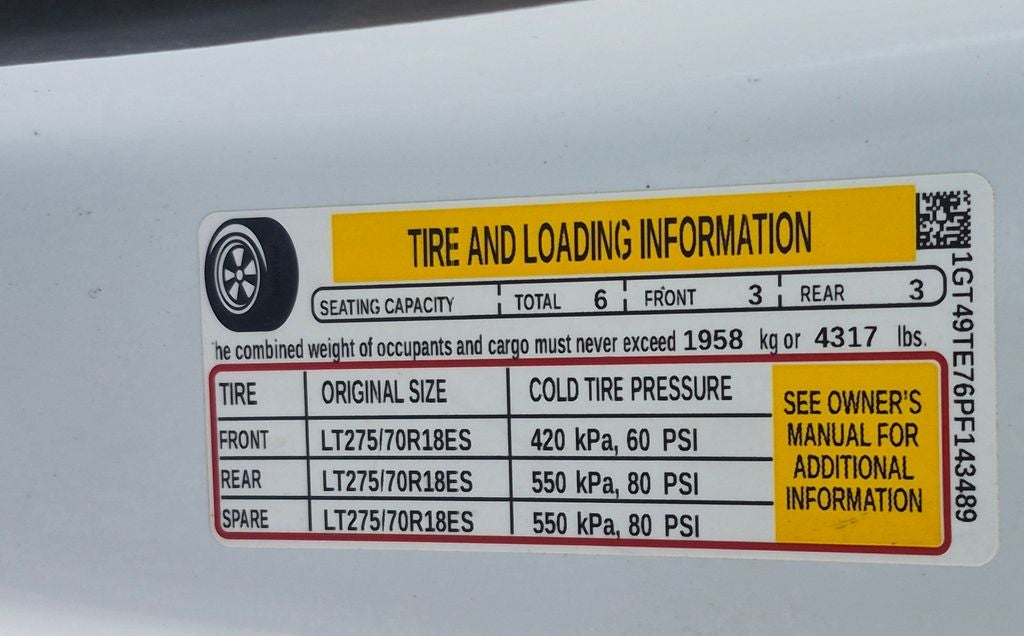 TIRE AND LOADING INFORMATION
SEATING CAPACITY TOTAL 6 FRONT 3 REAR 3
he combined weight of occupants and cargo must never exceed 1958 kg or 4317 lbs.
TIRE ORIGINAL SIZE COLD TIRE PRESSURE
FRONT LT275/70R18ES 420 kPa, 60 PSI
REAR LT275/70R18ES 550 kPa, 80 PSI
SPARE LT275/70R18ES 550 kPa, 80 PSI
SEE OWNER'S
MANUAL FOR
ADDITIONAL
INFORMATION
1GT49TE76PF143489